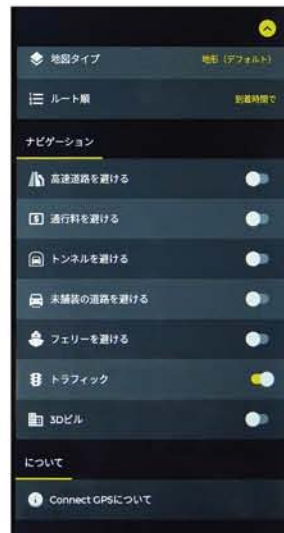 地図タイプ 地形 (デフォルト)
ルート順 到着時間で
ナビゲーション
高速道路を避ける
通行料を避ける
トンネルを避ける
未舗装の道路を避ける
フェリーを避ける
トラフィック
3Dビル
について
Connect GPSについて